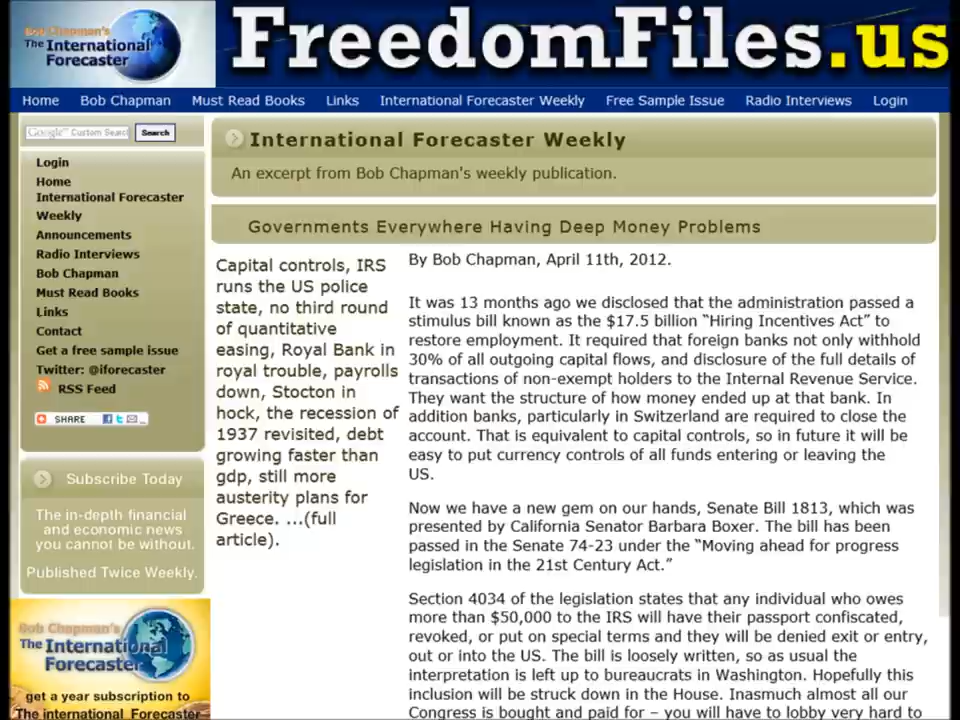 Bob Chapman's
The International
Forecaster
FreedomFiles.us
Home Bob Chapman Must Read Books Links International Forecaster Weekly Free Sample Issue Radio Interviews Login
Google™ Custom Search Search
Login
Home
International Forecaster
Weekly
Announcements
Radio Interviews
Bob Chapman
Must Read Books
Links
Contact
Get a free sample issue
Twitter: @iforecaster
RSS Feed
SHARE
Subscribe Today
The in-depth financial
and economic news
you cannot be without.
Published Twice Weekly.
Bob Chapman's
The International
Forecaster
get a year subscription to
The international Forecaster
International Forecaster Weekly
An excerpt from Bob Chapman's weekly publication.
Governments Everywhere Having Deep Money Problems
Capital controls, IRS
runs the US police
state, no third round
of quantitative
easing, Royal Bank in
royal trouble, payrolls
down, Stocton in
hock, the recession of
1937 revisited, debt
growing faster than
gdp, still more
austerity plans for
Greece. ...(full
article).
By Bob Chapman, April 11th, 2012.
It was 13 months ago we disclosed that the administration passed a
stimulus bill known as the $17.5 billion “Hiring Incentives Act” to
restore employment. It required that foreign banks not only withhold
30% of all outgoing capital flows, and disclosure of the full details of
transactions of non-exempt holders to the Internal Revenue Service.
They want the structure of how money ended up at that bank. In
addition banks, particularly in Switzerland are required to close the
account. That is equivalent to capital controls, so in future it will be
easy to put currency controls of all funds entering or leaving the
US.
Now we have a new gem on our hands, Senate Bill 1813, which was
presented by California Senator Barbara Boxer. The bill has been
passed in the Senate 74-23 under the “Moving ahead for progress
legislation in the 21st Century Act.”
Section 4034 of the legislation states that any individual who owes
more than $50,000 to the IRS will have their passport confiscated,
revoked, or put on special terms and they will be denied exit or entry,
out or into the US. The bill is loosely written, so as usual the
interpretation is left up to bureaucrats in Washington. Hopefully this
inclusion will be struck down in the House. Inasmuch almost all our
Congress is bought and paid for – you will have to lobby very hard to